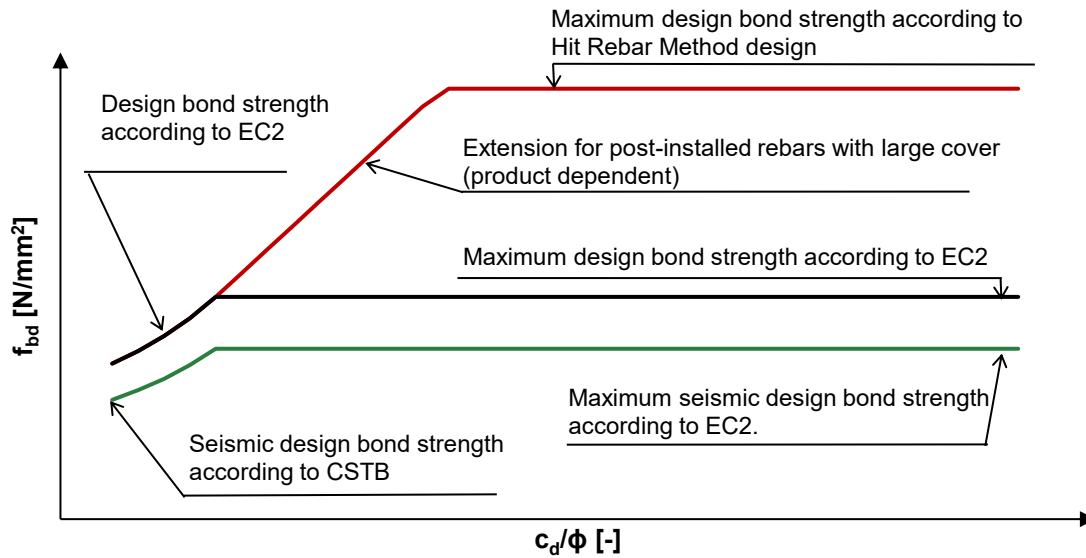 Maximum design bond strength according to
Hit Rebar Method design
Design bond strength
according to EC2
Extension for post-installed rebars with large cover
(product dependent)
Maximum design bond strength according to EC2
Maximum seismic design bond strength
according to EC2.
Seismic design bond strength
according to CSTB
f_bd [N/mm²]
c_d/ϕ [-]